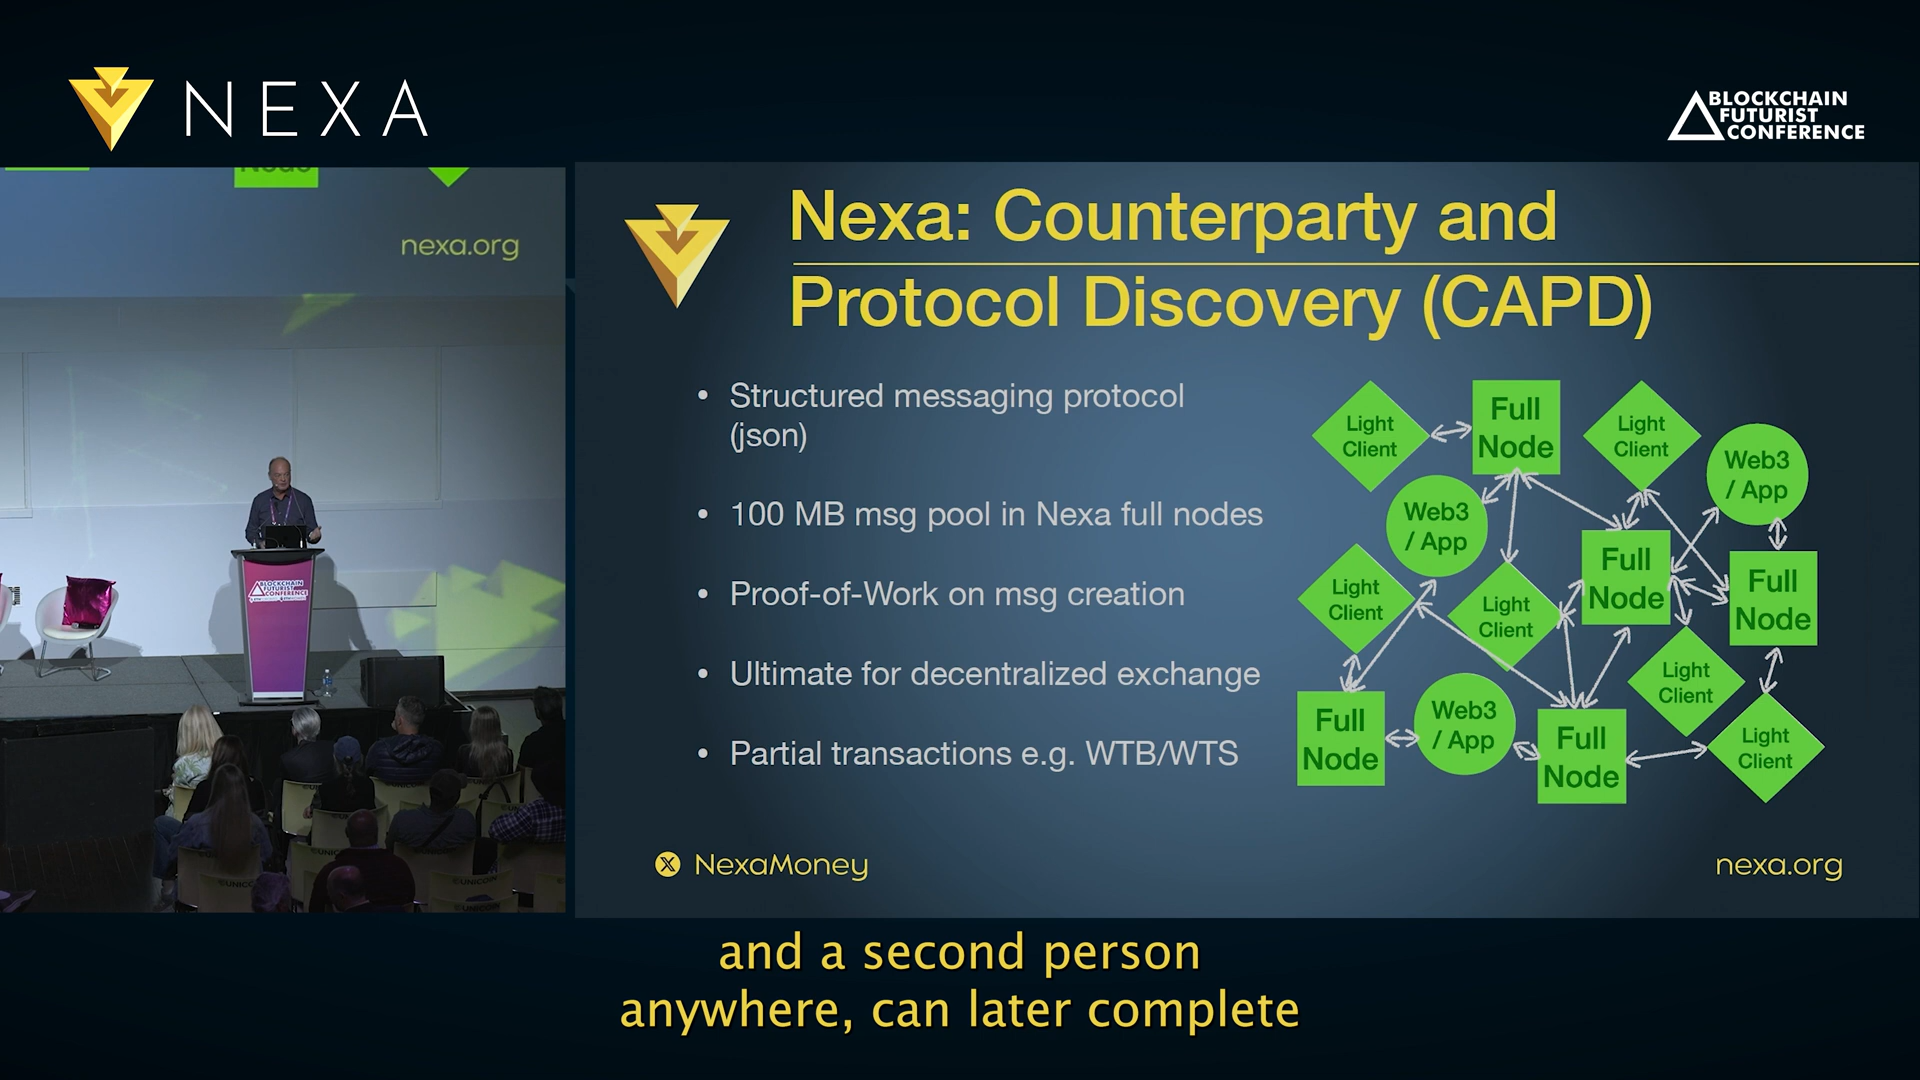 NEXA
BLOCKCHAIN
FUTURIST
CONFERENCE
nexa.org
BLOCKCHAIN
FUTURIST
CONFERENCE
Nexa: Counterparty and
Protocol Discovery (CAPD)
• Structured messaging protocol
(json)
• 100 MB msg pool in Nexa full nodes
• Proof-of-Work on msg creation
• Ultimate for decentralized exchange
• Partial transactions e.g. WTB/WTS
Light
Client
Full
Node
Light
Client
Web3
/ App
Web3
/ App
Full
Node
Full
Node
Light
Client
Light
Client
Light
Client
Full
Node
Web3
/ App
Full
Node
Light
Client
NexaMoney
nexa.org
and a second person
anywhere, can later complete